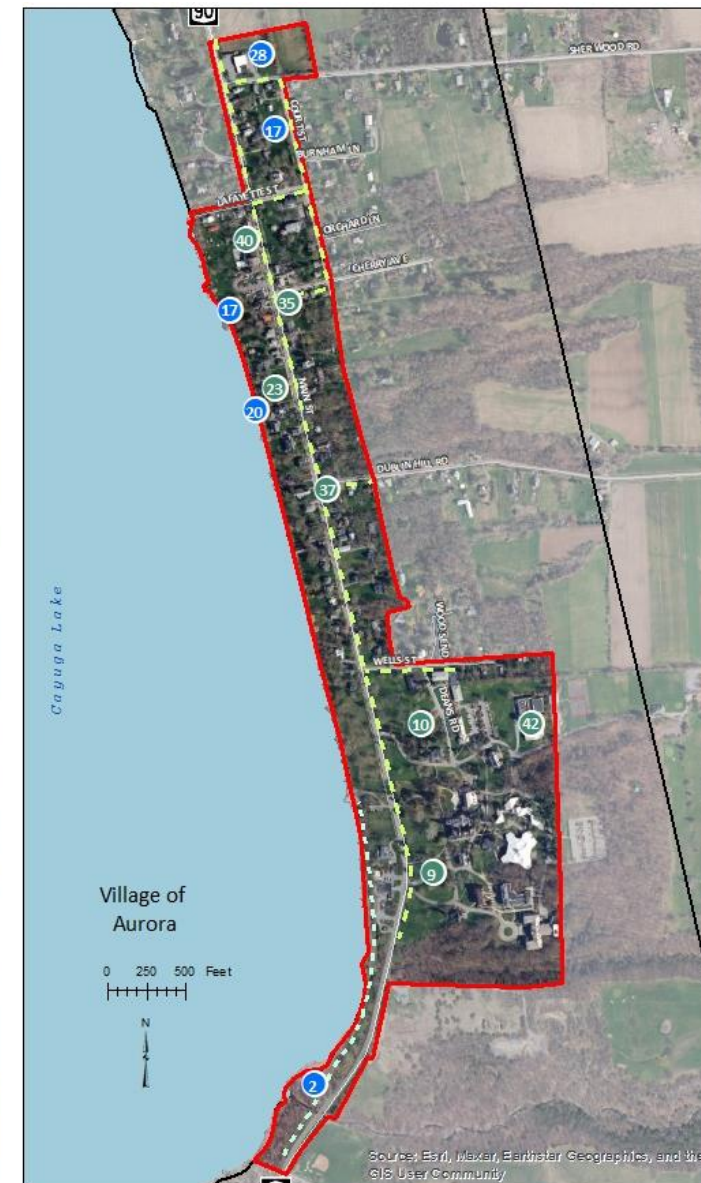 90
28
SHERWOOD RD
17
COURT ST
BURNHAM LN
LAFAYETTE ST
ORCHARD LN
40
CHERRY AVE
35
17
MAIN ST
23
20
DUBLIN HILL RD
37
Cayuga Lake
WOODSEND
WELLS ST
DEANS RD
10
42
9
Village of
Aurora
0 250 500 Feet
N
2
Source: Esri, Maxar, Earthstar Geographics, and the
GIS User Community